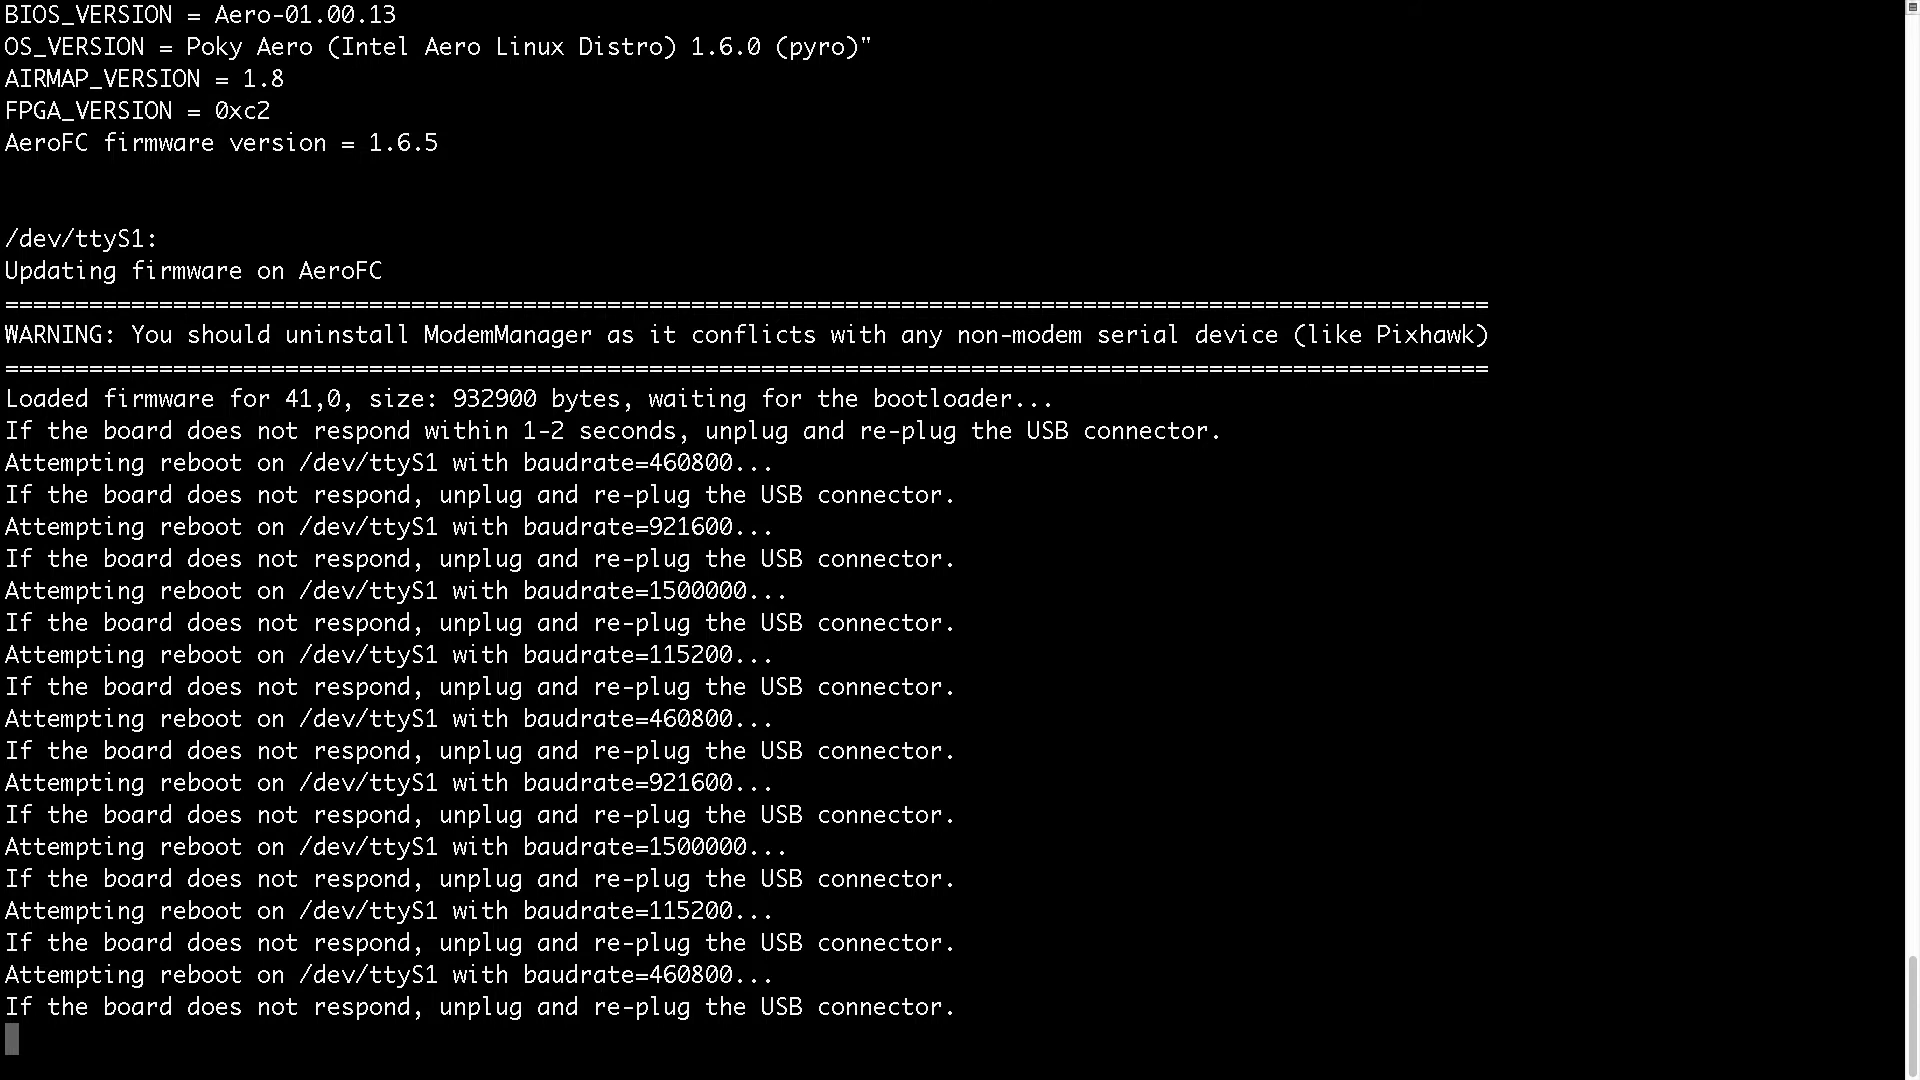 BIOS_VERSION = Aero-01.00.13
OS_VERSION = Poky Aero (Intel Aero Linux Distro) 1.6.0 (pyro)"
AIRMAP_VERSION = 1.8
FPGA_VERSION = 0xc2
AeroFC firmware version = 1.6.5
/dev/ttyS1:
Updating firmware on AeroFC
==========================================================================================================
WARNING: You should uninstall ModemManager as it conflicts with any non-modem serial device (like Pixhawk)
==========================================================================================================
Loaded firmware for 41,0, size: 932900 bytes, waiting for the bootloader...
If the board does not respond within 1-2 seconds, unplug and re-plug the USB connector.
Attempting reboot on /dev/ttyS1 with baudrate=460800...
If the board does not respond, unplug and re-plug the USB connector.
Attempting reboot on /dev/ttyS1 with baudrate=921600...
If the board does not respond, unplug and re-plug the USB connector.
Attempting reboot on /dev/ttyS1 with baudrate=1500000...
If the board does not respond, unplug and re-plug the USB connector.
Attempting reboot on /dev/ttyS1 with baudrate=115200...
If the board does not respond, unplug and re-plug the USB connector.
Attempting reboot on /dev/ttyS1 with baudrate=460800...
If the board does not respond, unplug and re-plug the USB connector.
Attempting reboot on /dev/ttyS1 with baudrate=921600...
If the board does not respond, unplug and re-plug the USB connector.
Attempting reboot on /dev/ttyS1 with baudrate=1500000...
If the board does not respond, unplug and re-plug the USB connector.
Attempting reboot on /dev/ttyS1 with baudrate=115200...
If the board does not respond, unplug and re-plug the USB connector.
Attempting reboot on /dev/ttyS1 with baudrate=460800...
If the board does not respond, unplug and re-plug the USB connector.